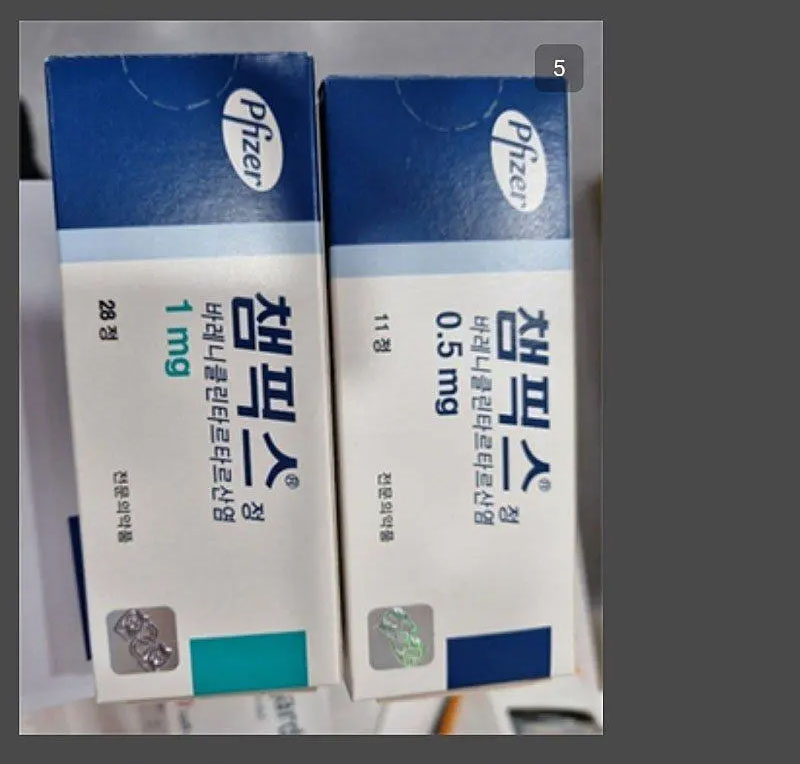 5
Pfizer
챔픽스® 정
바레니클린타르타르산염
1 mg
28 정
전문의약품
Pfizer
챔픽스® 정
바레니클린타르타르산염
0.5 mg
11 정
전문의약품